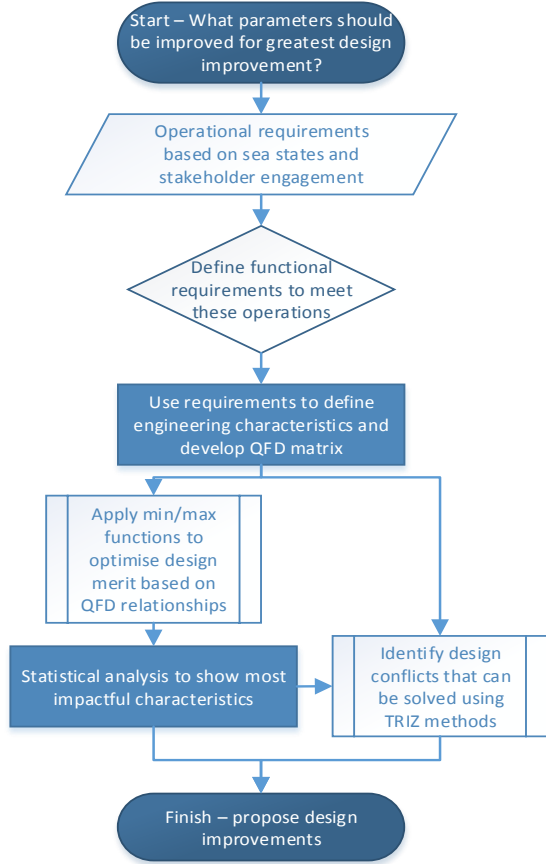 Start – What parameters should
be improved for greatest design
improvement?
Operational requirements
based on sea states and
stakeholder engagement
Define functional
requirements to meet
these operations
Use requirements to define
engineering characteristics and
develop QFD matrix
Apply min/max
functions to
optimise design
merit based on
QFD relationships
Statistical analysis to show most
impactful characteristics
Identify design
conflicts that can
be solved using
TRIZ methods
Finish – propose design
improvements